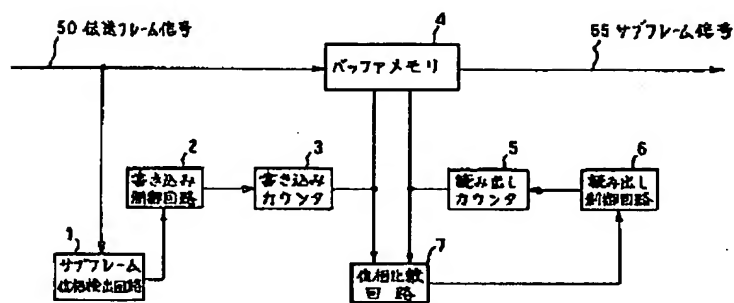 50 伝送フレーム信号
4
バッファメモリ
55 サブフレーム信号
2
書き込み
制御回路
3
書き込み
カウンタ
5
読み出し
カウンタ
6
読み出し
制御回路
1
サブフレーム
位相検出回路
7
位相比較
回路